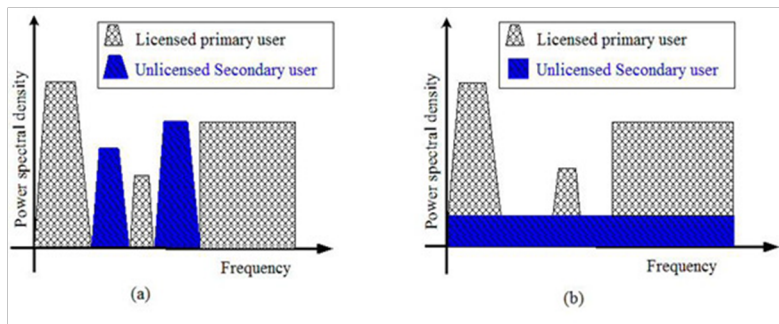 Licensed primary user
Unlicensed Secondary user
Power spectral density
Frequency
(a)
Licensed primary user
Unlicensed Secondary user
Power spectral density
Frequency
(b)